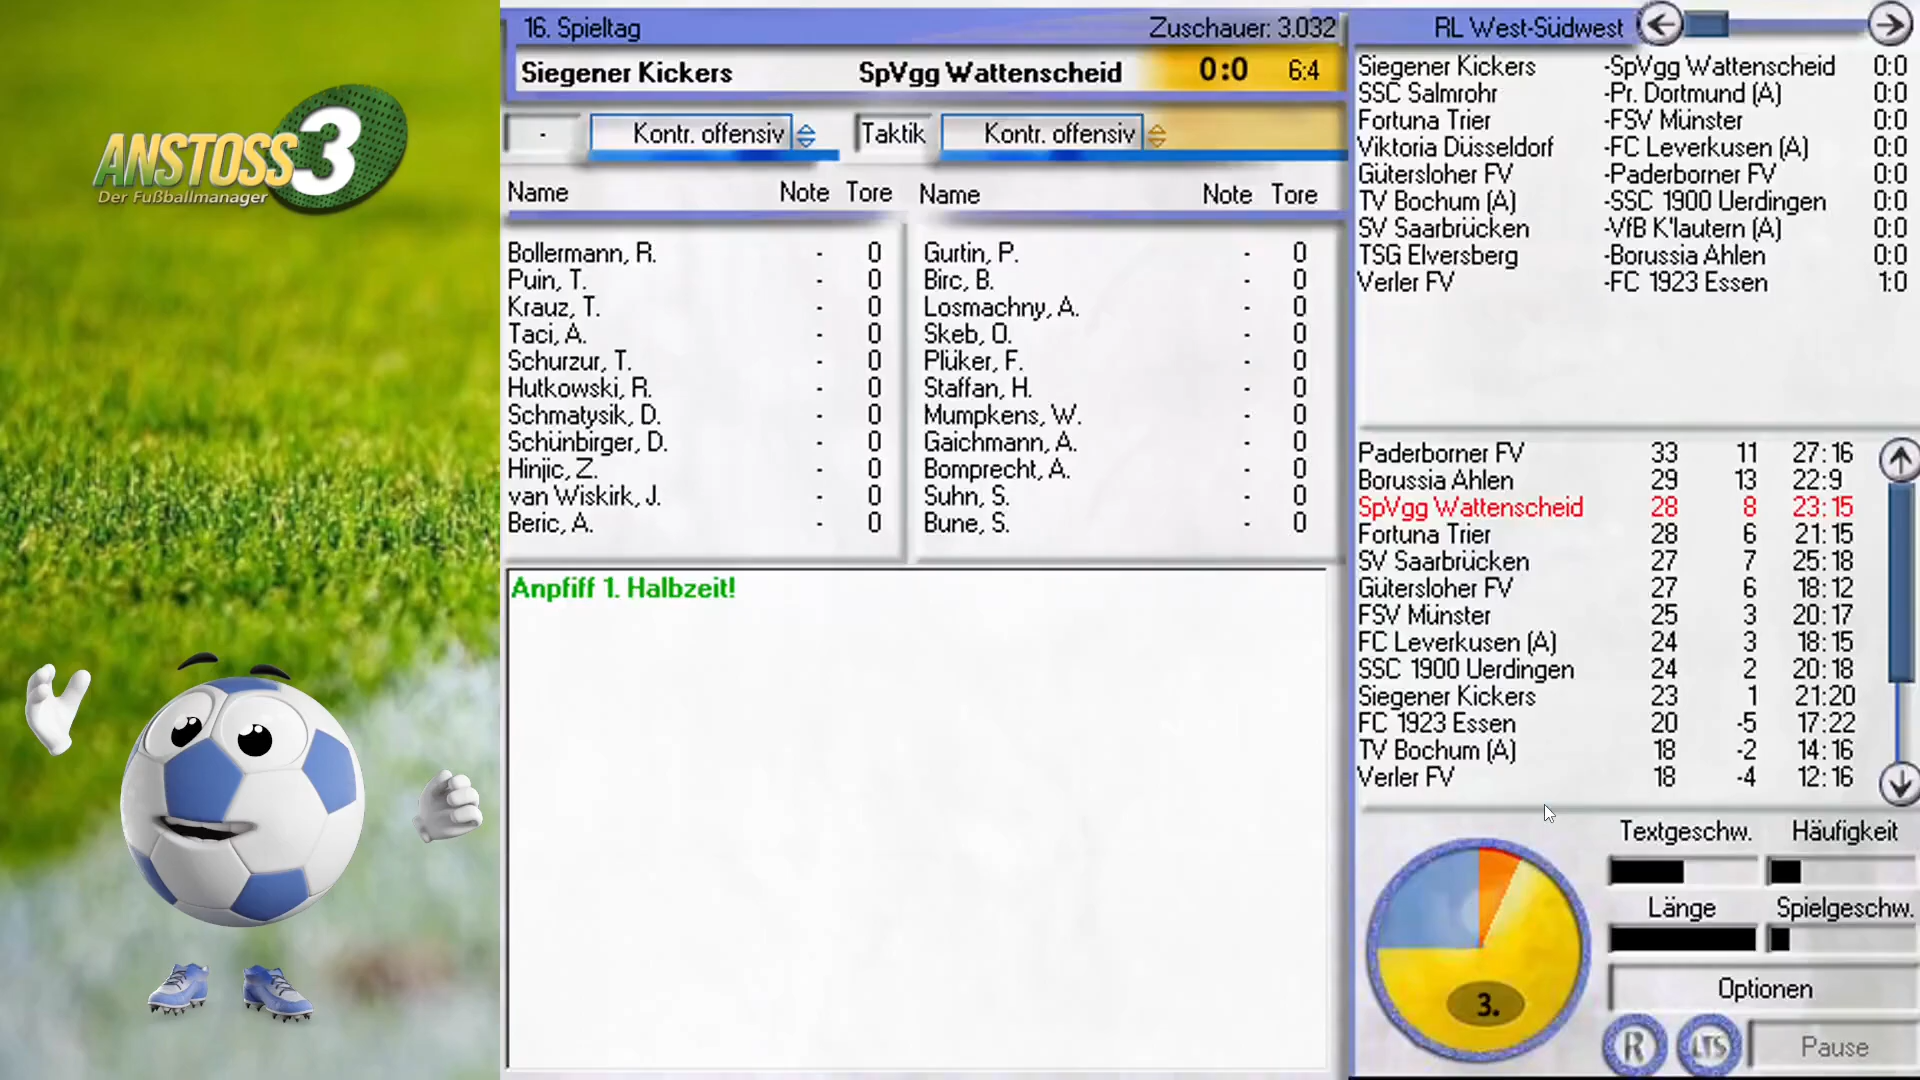 ANSTOSS 3
Der Fußballmanager
16. Spieltag Zuschauer: 3.032
Siegener Kickers SpVgg Wattenscheid 0:0 6:4
- Kontr. offensiv Taktik Kontr. offensiv
Name Note Tore Name Note Tore
Bollermann, R. - 0 Gurtin, P. - 0
Puin, T. - 0 Birc, B. - 0
Krauz, T. - 0 Losmachny, A. - 0
Taci, A. - 0 Skeb, O. - 0
Schurzur, T. - 0 Plüker, F. - 0
Hutkowski, R. - 0 Staffan, H. - 0
Schmatysik, D. - 0 Mumpkens, W. - 0
Schünbirger, D. - 0 Gaichmann, A. - 0
Hinjic, Z. - 0 Bomprecht, A. - 0
van Wiskirk, J. - 0 Suhn, S. - 0
Beric, A. - 0 Bune, S. - 0
Anpfiff 1. Halbzeit!
RL West-Südwest
Siegener Kickers -SpVgg Wattenscheid 0:0
SSC Salmrohr -Pr. Dortmund (A) 0:0
Fortuna Trier -FSV Münster 0:0
Viktoria Düsseldorf -FC Leverkusen (A) 0:0
Gütersloher FV -Paderborner FV 0:0
TV Bochum (A) -SSC 1900 Uerdingen 0:0
SV Saarbrücken -VfB K'lautern (A) 0:0
TSG Elversberg -Borussia Ahlen 0:0
Verler FV -FC 1923 Essen 1:0
Paderborner FV 33 11 27:16
Borussia Ahlen 29 13 22:9
SpVgg Wattenscheid 28 8 23:15
Fortuna Trier 28 6 21:15
SV Saarbrücken 27 7 25:18
Gütersloher FV 27 6 18:12
FSV Münster 25 3 20:17
FC Leverkusen (A) 24 3 18:15
SSC 1900 Uerdingen 24 2 20:18
Siegener Kickers 23 1 21:20
FC 1923 Essen 20 -5 17:22
TV Bochum (A) 18 -2 14:16
Verler FV 18 -4 12:16
Textgeschw. Häufigkeit
Länge Spielgeschw.
Optionen
3.
R LTS Pause